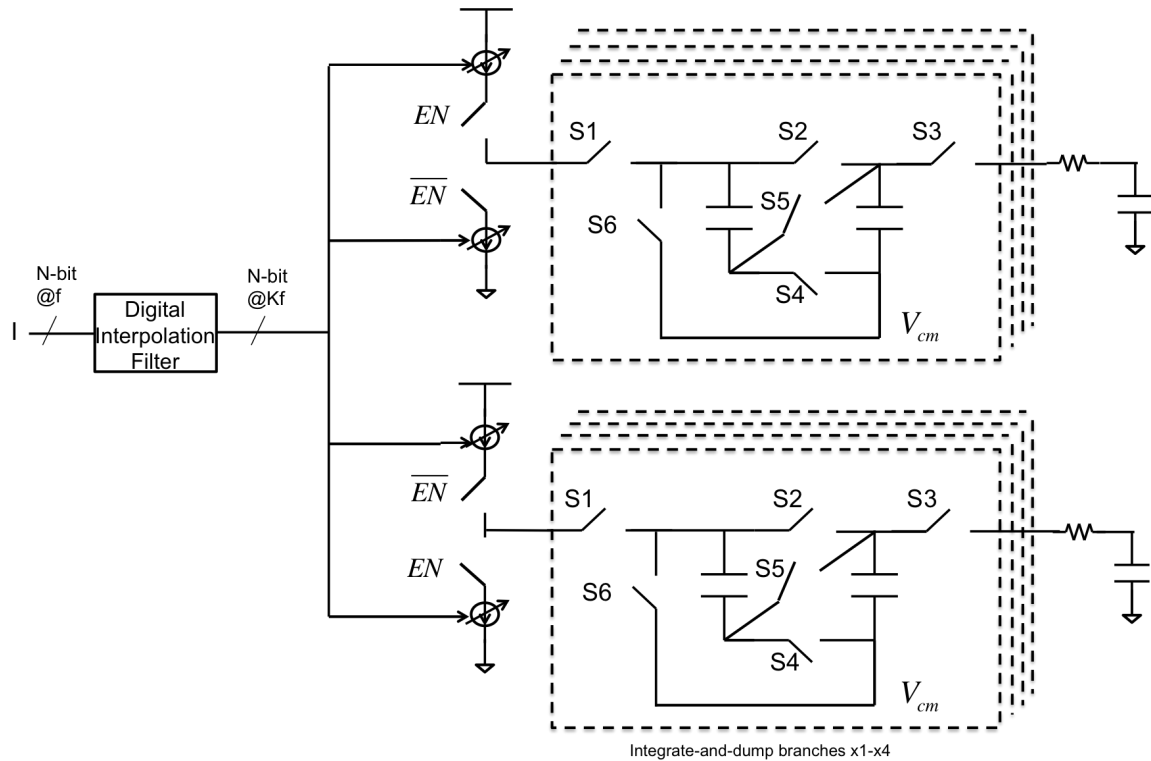 EN
S1
S2
S3
EN
S5
S6
N-bit
@f
N-bit
@Kf
S4
I
Digital
Interpolation
Filter
Vcm
EN
S1
S2
S3
EN
S5
S6
S4
Vcm
Integrate-and-dump branches x1-x4